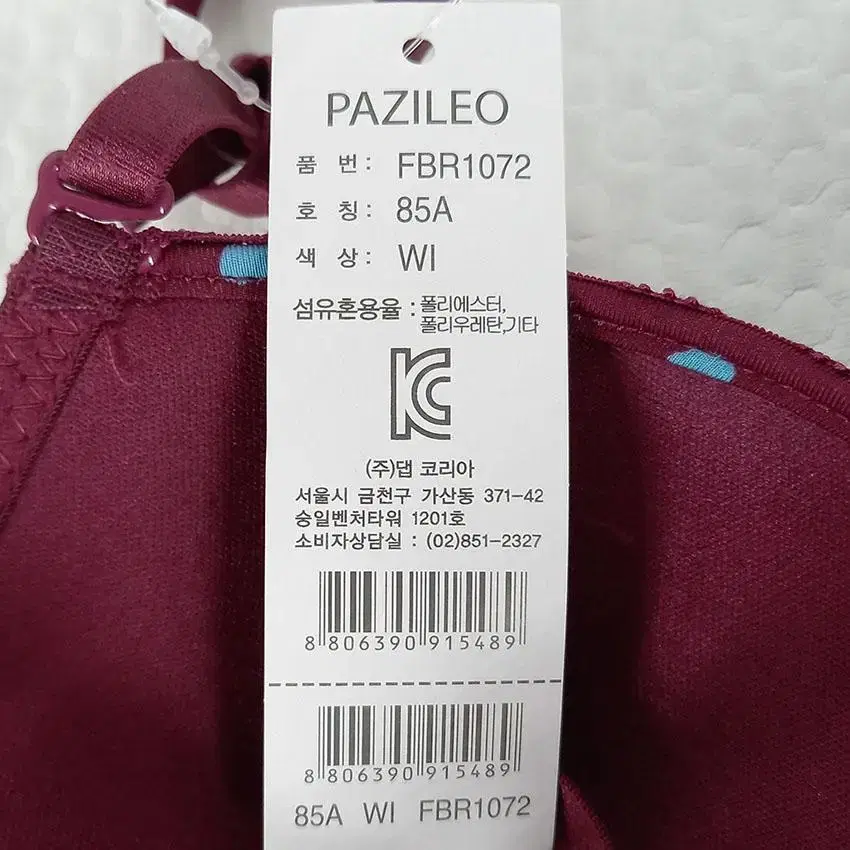 PAZILEO
품 번 : FBR1072
호 칭 : 85A
색 상 : WI
섬유혼용율 : 폴리에스터,
폴리우레탄,기타
KC
(주)댑 코리아
서울시 금천구 가산동 371-42
숭일벤처타워 1201호
소비자상담실 : (02)851-2327
8 806390 915489
8 806390 915489
85A WI FBR1072